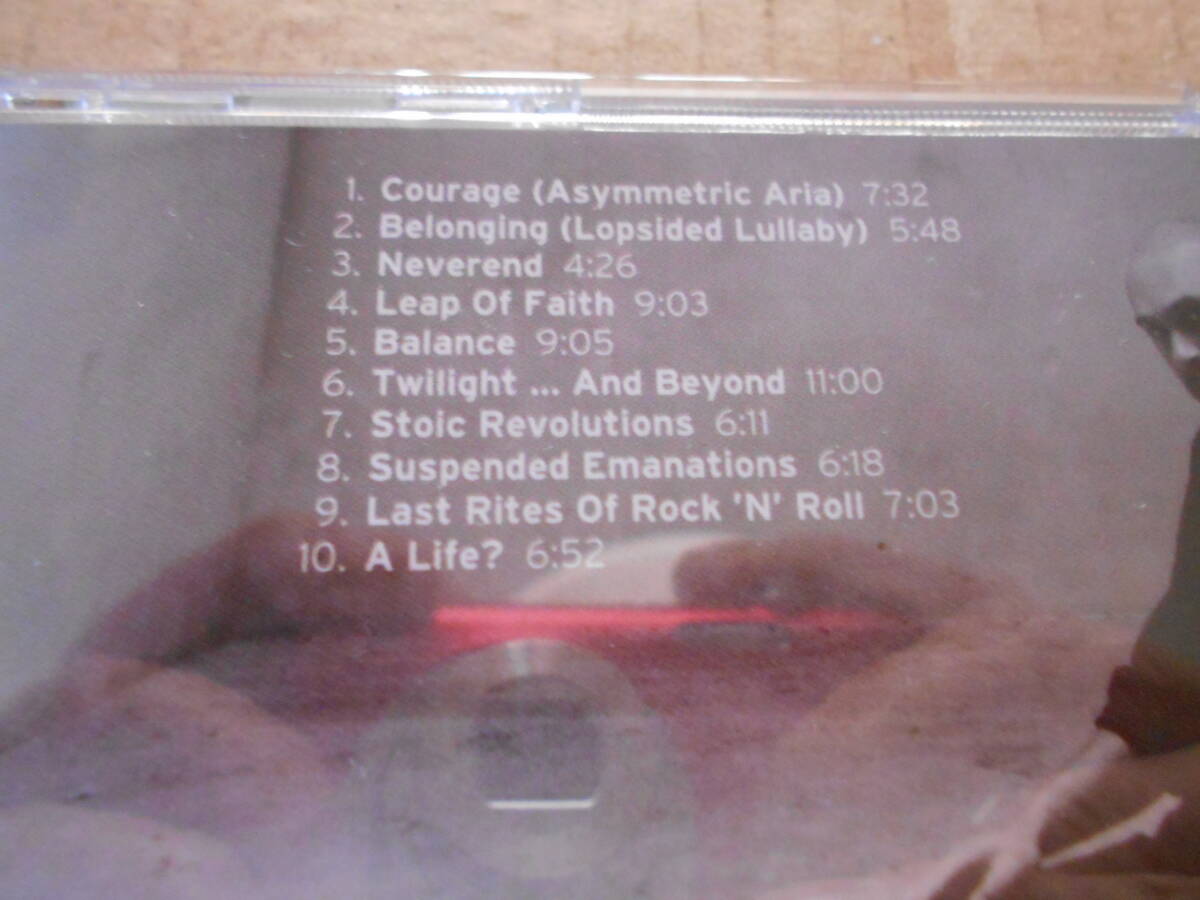 1. Courage (Asymmetric Aria) 7:32
2. Belonging (Lopsided Lullaby) 5:48
3. Neverend 4:26
4. Leap Of Faith 9:03
5. Balance 9:05
6. Twilight ... And Beyond 11:00
7. Stoic Revolutions 6:11
8. Suspended Emanations 6:18
9. Last Rites Of Rock 'N' Roll 7:03
10. A Life? 6:52